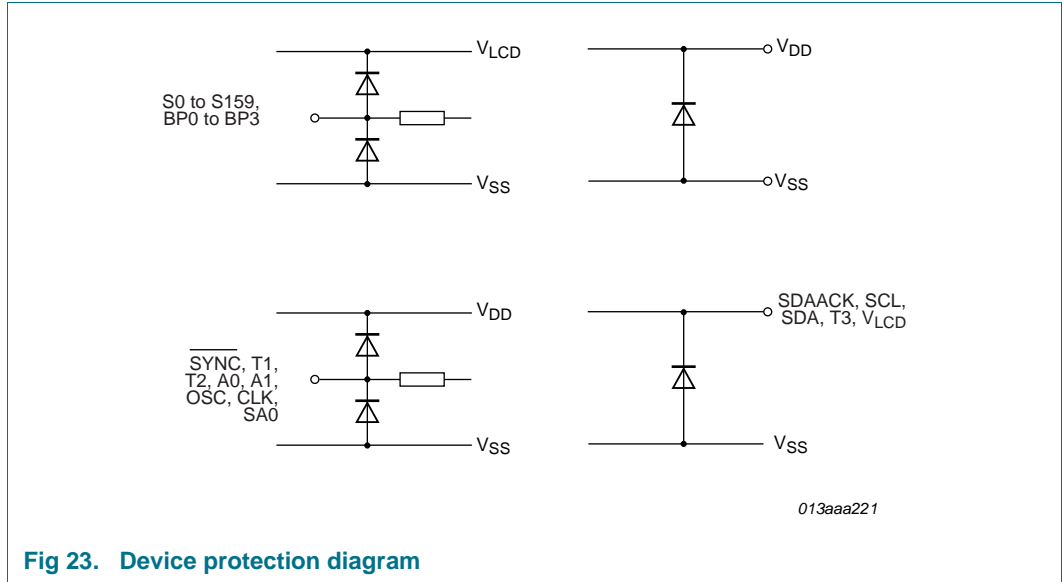 VLCD
S0 to S159,
BP0 to BP3
VSS
VDD
VSS
VDD
SYNC, T1,
T2, A0, A1,
OSC, CLK,
SA0
VSS
SDAACK, SCL,
SDA, T3, VLCD
VSS
013aaa221
Fig 23. Device protection diagram